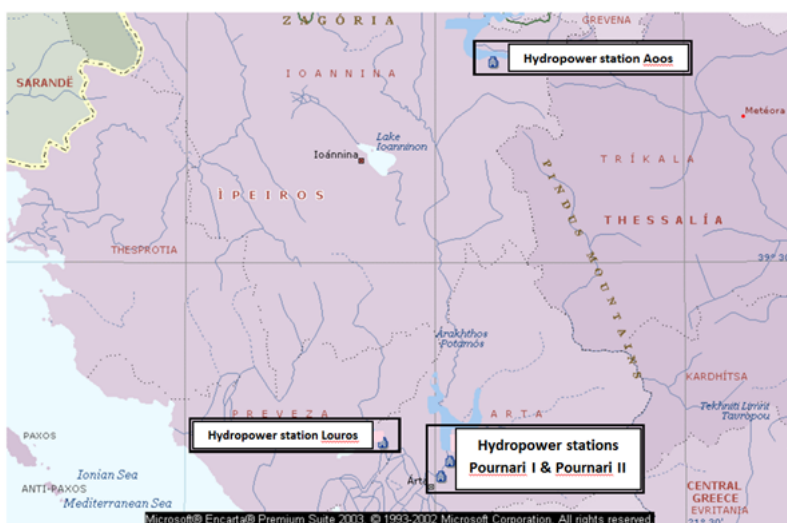 ZAGÓRIA
GREVENA
Hydropower station Aoos
SARANDË
IOANNINA
Metéora
Lake
Ioanninon
Ioánnina
TRÍKALA
ÌPEIROS
PINDUS MOUNTAINS
THESSALÍA
THESPROTIA
39° 30'
Árakhthos
Potamós
KARDHÍTSA
Tekhnití Límni
Tavropoú
PREVEZA
ARTA
Hydropower station Louros
Hydropower stations
Pournari I & Pournari II
PAXOS
Ionian Sea
ANTI-PAXOS
Mediterranean Sea
Árta
CENTRAL
GREECE
EVRITANIA
21° 30'
Microsoft® Encarta® Premium Suite 2003. © 1993-2002 Microsoft Corporation. All rights reserved.